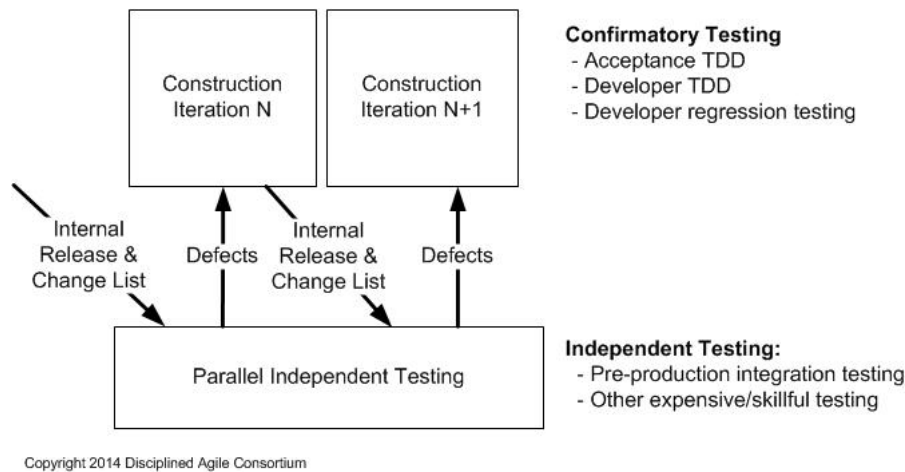 Construction
Iteration N
Construction
Iteration N+1
Confirmatory Testing
- Acceptance TDD
- Developer TDD
- Developer regression testing
Internal
Release &
Change List
Defects
Internal
Release &
Change List
Defects
Parallel Independent Testing
Independent Testing:
- Pre-production integration testing
- Other expensive/skillful testing
Copyright 2014 Disciplined Agile Consortium